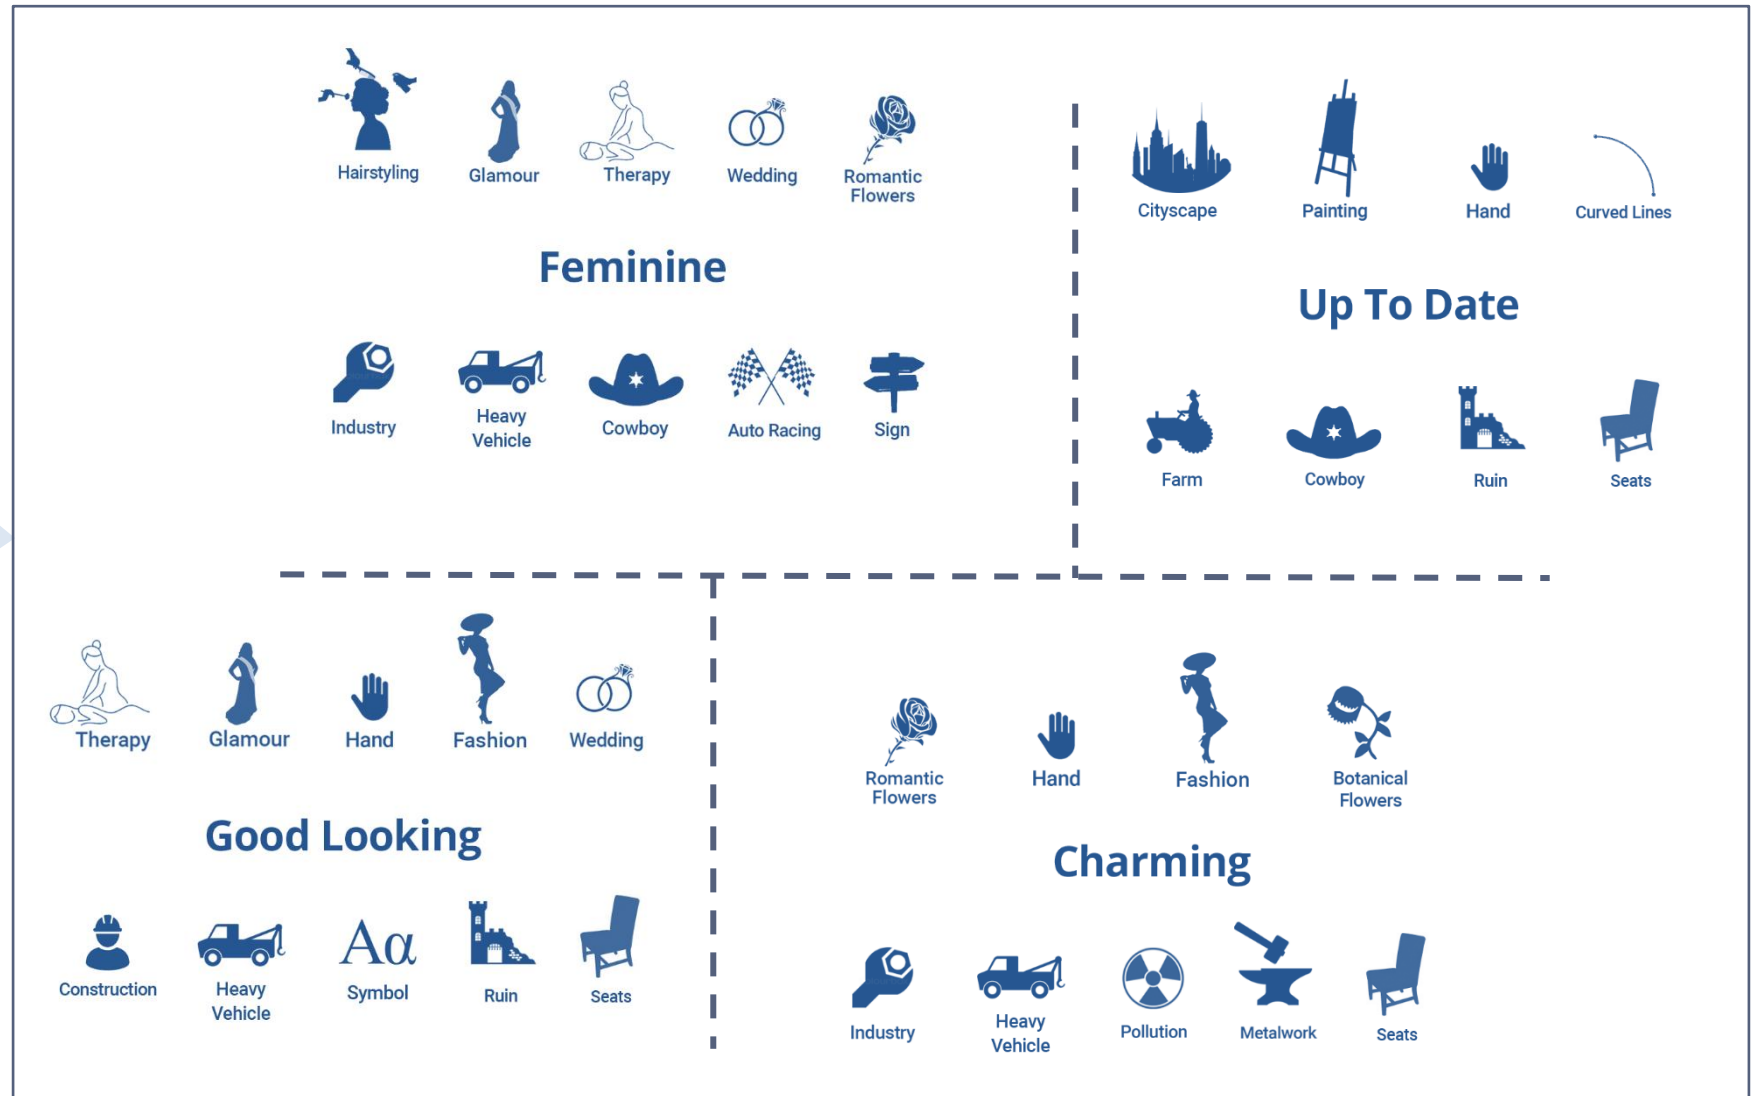 Hairstyling
Glamour
Therapy
Wedding
Romantic
Flowers
Feminine
Industry
Heavy
Vehicle
Cowboy
Auto Racing
Sign
Cityscape
Painting
Hand
Curved Lines
Up To Date
Farm
Cowboy
Ruin
Seats
Therapy
Glamour
Hand
Fashion
Wedding
Good Looking
Construction
Heavy
Vehicle
Aα
Symbol
Ruin
Seats
Romantic
Flowers
Hand
Fashion
Botanical
Flowers
Charming
Industry
Heavy
Vehicle
Pollution
Metalwork
Seats